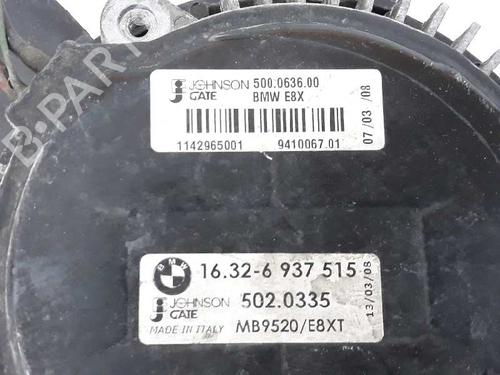 JOHNSON 500.0636.00
GATE BMW E8X
07/03/08
1142965001 9410067.01
B-PARTS
BMW 16.32-6 937 515
JOHNSON 502.0335
GATE
MADE IN ITALY MB9520/E8XT
13/03/08